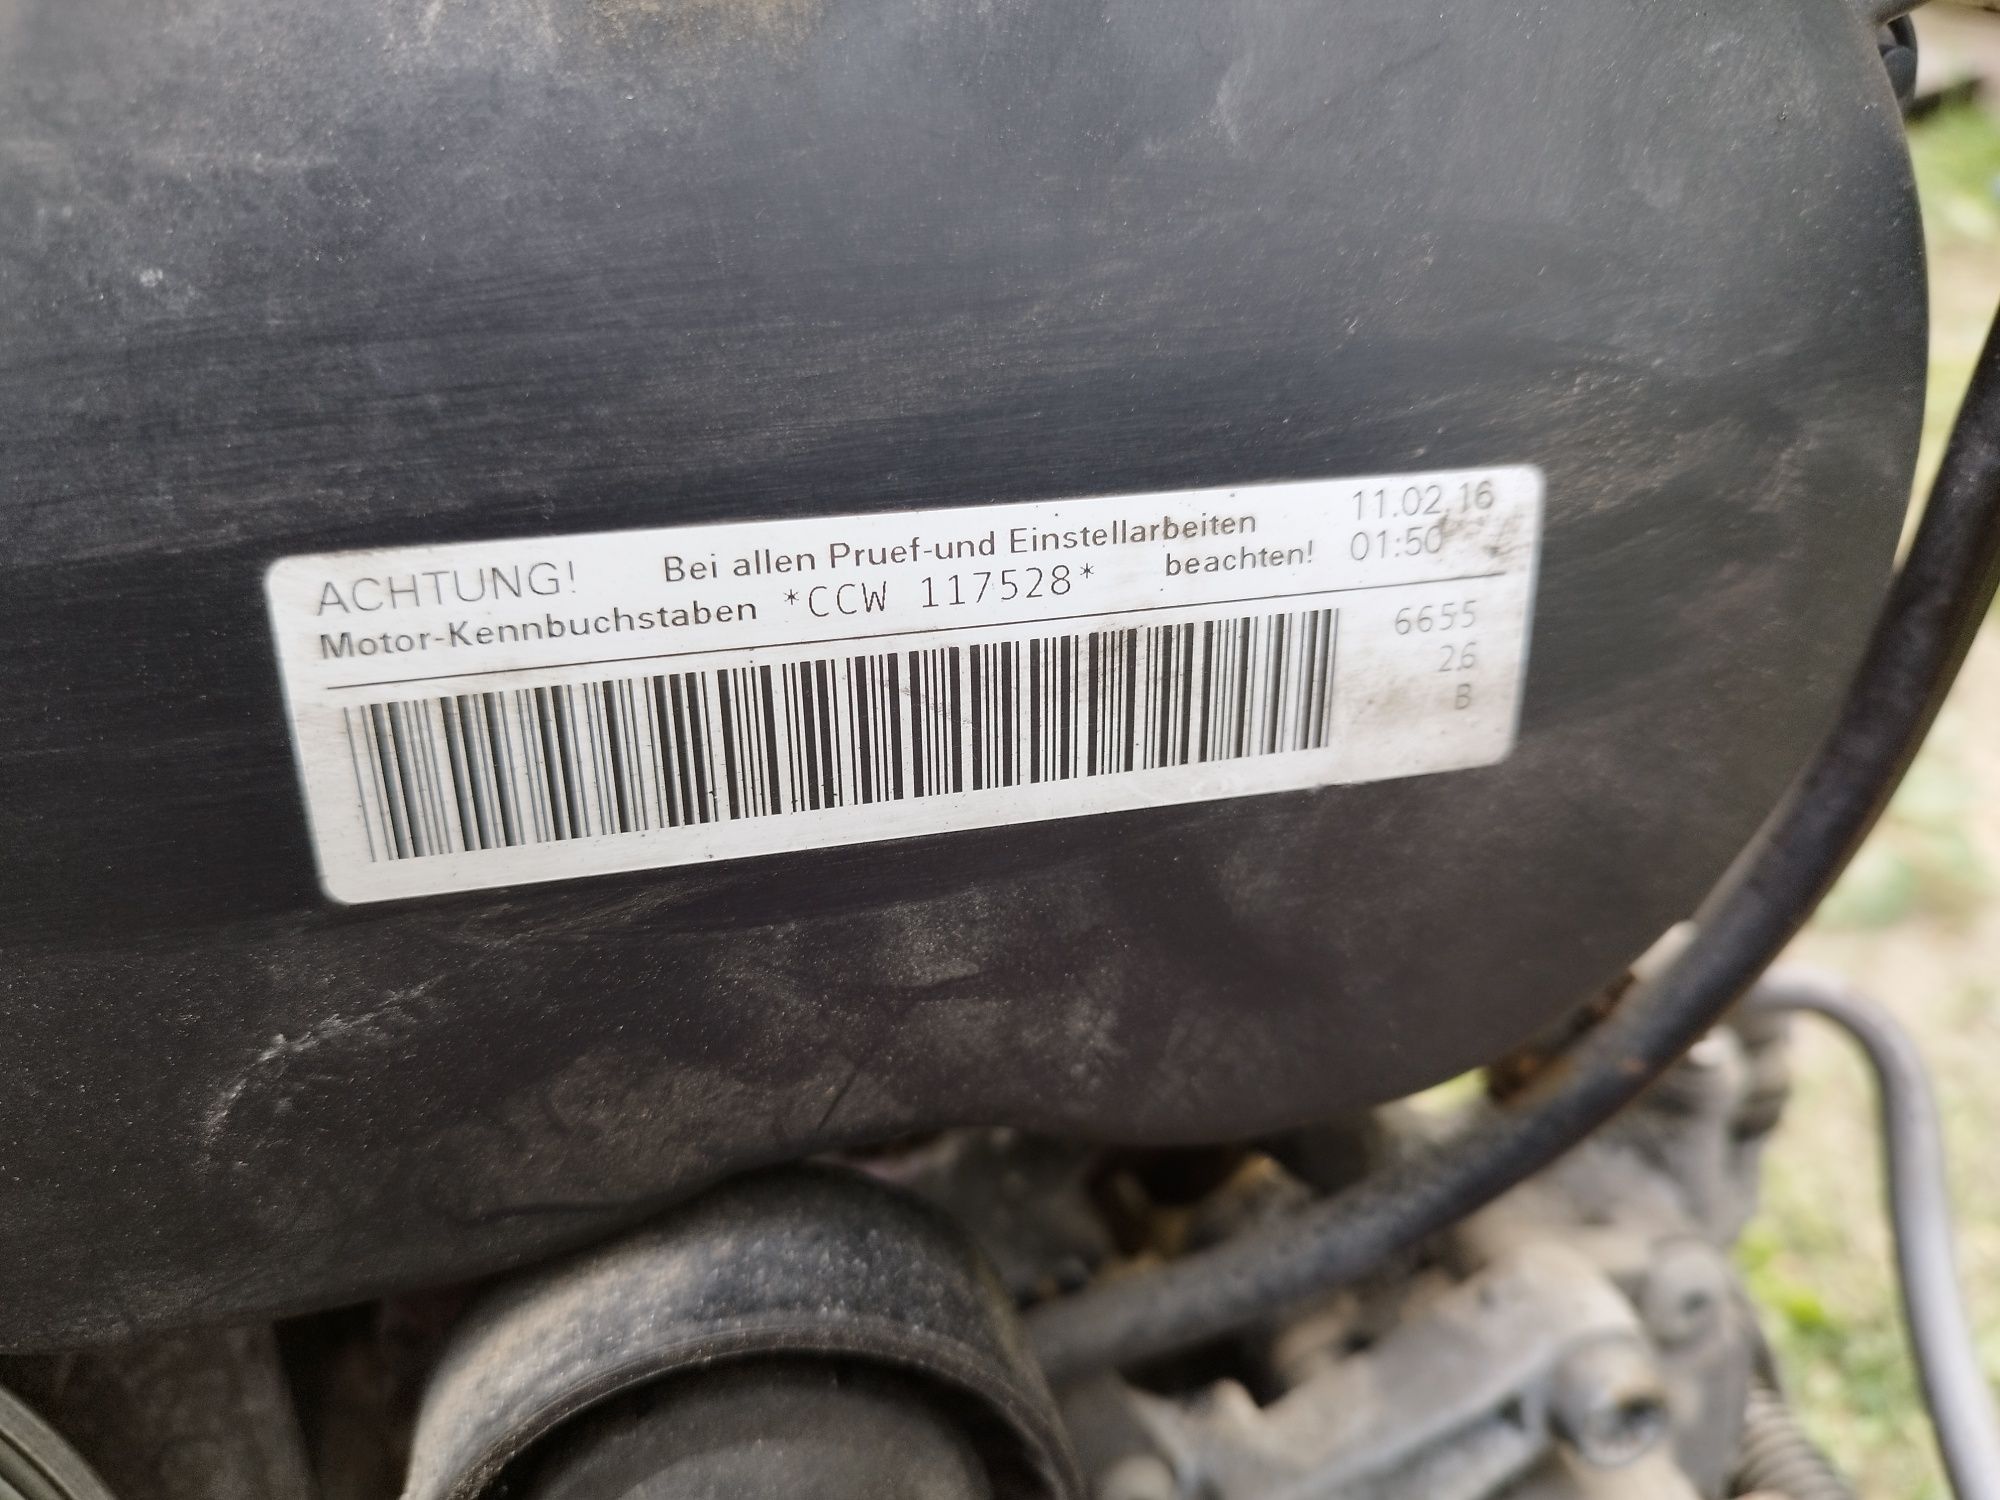 ACHTUNG! Bei allen Pruef-und Einstellarbeiten 11.02.16
Motor-Kennbuchstaben *CCW 117528* beachten! 01:50
6655
26
B